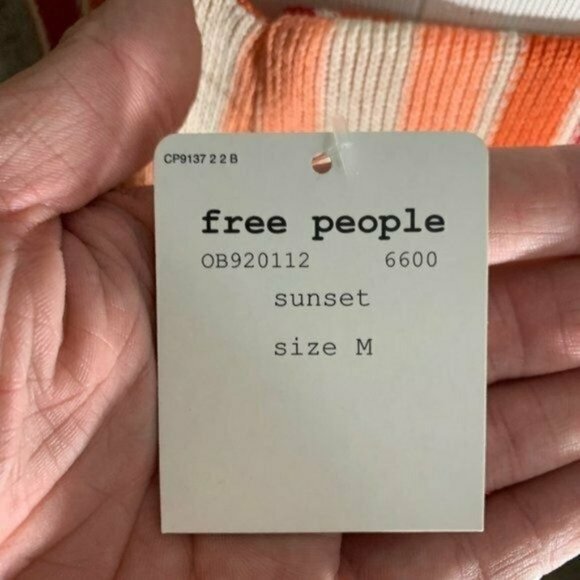 CP9137 2 2 B
free people
OB920112 6600
sunset
size M